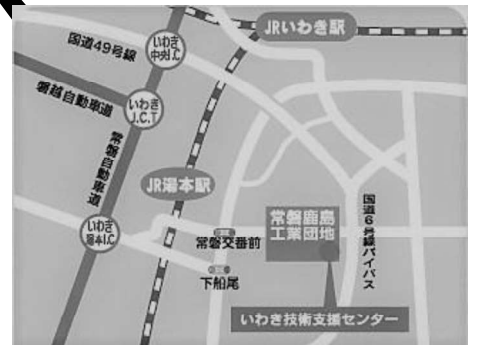 JRいわき駅
国道49号線
いわき
中央I.C
磐越自動車道
いわき
J.C.T
常磐自動車道
JR湯本駅
いわき
湯本I.C
常磐交番前
下船尾
常磐鹿島
工業団地
国道6号線バイパス
いわき技術支援センター